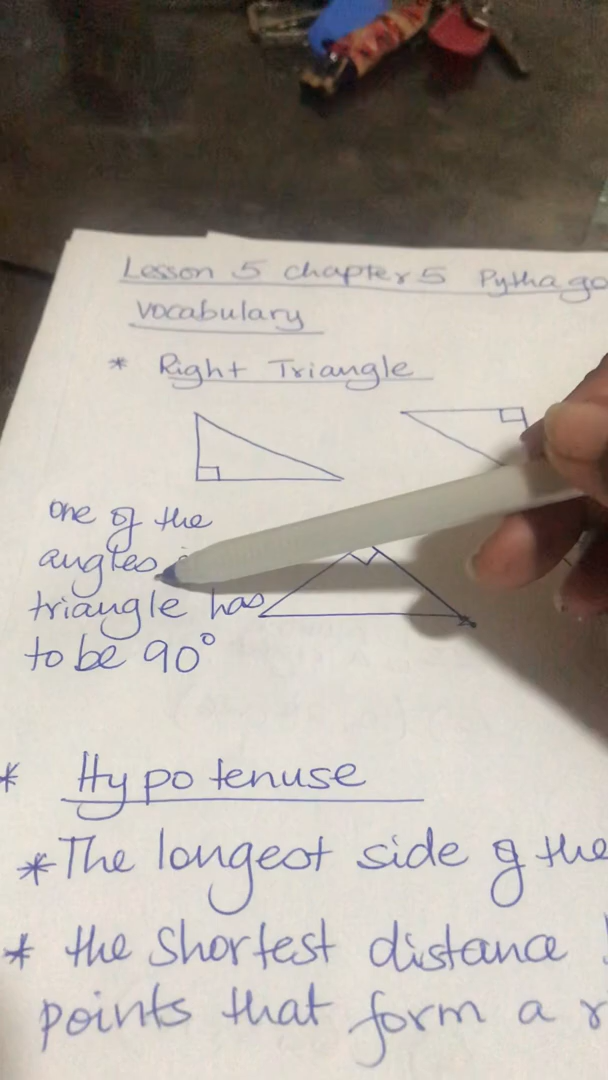 Lesson 5 chapter 5 Pythago
vocabulary
* Right Triangle
one of the
angles
triangle has
to be 90°
* Hypotenuse
* The longest side of the
* the shortest distance
points that form a r